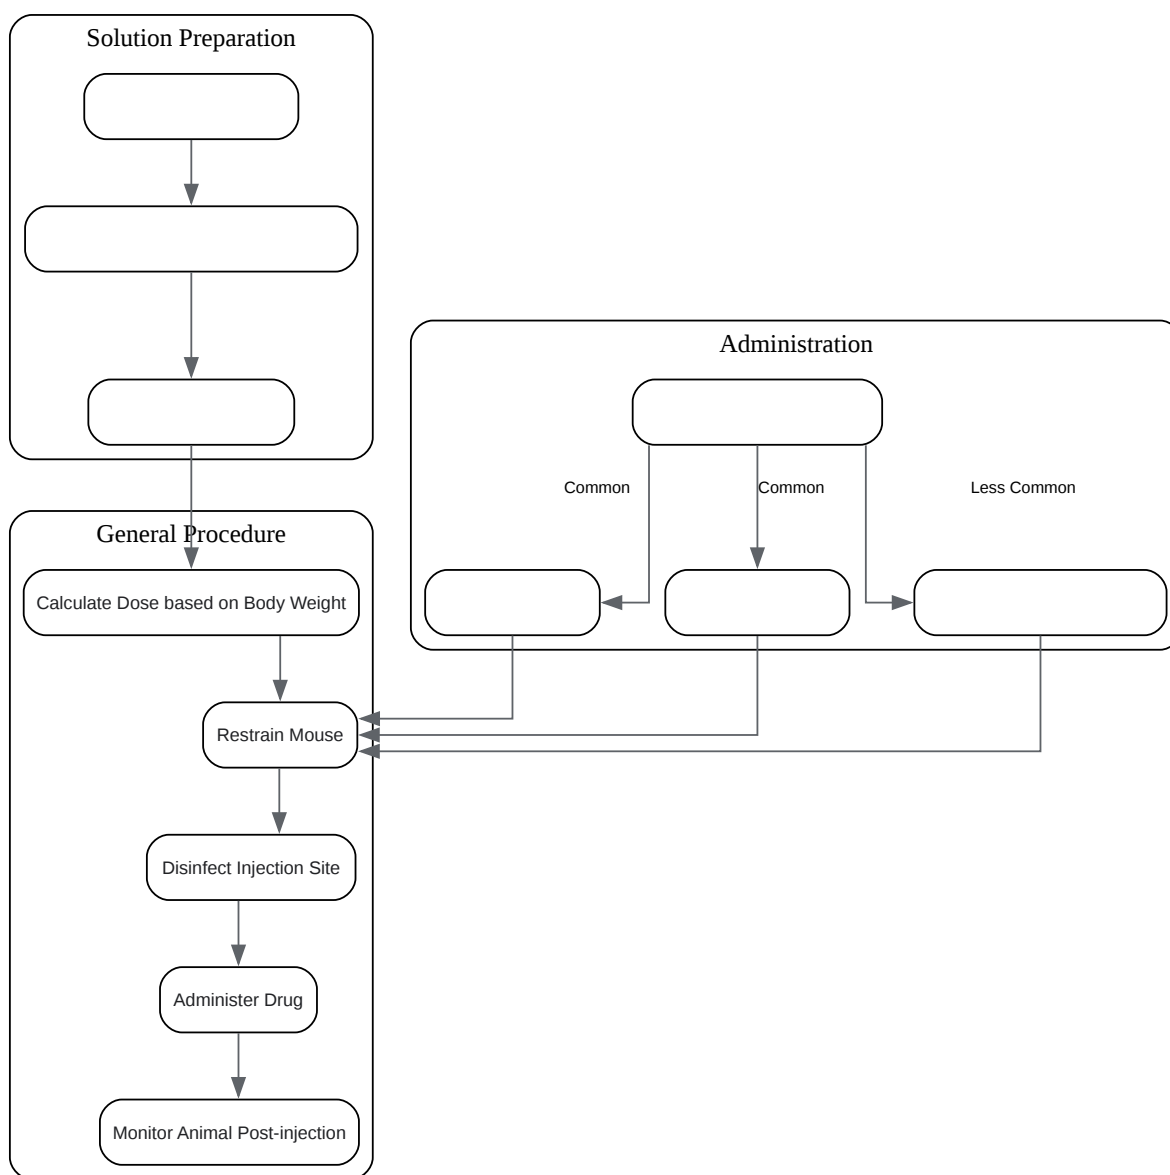 Solution Preparation
Administration
Common
Common
Less Common
General Procedure
Calculate Dose based on Body Weight
Restrain Mouse
Disinfect Injection Site
Administer Drug
Monitor Animal Post-injection